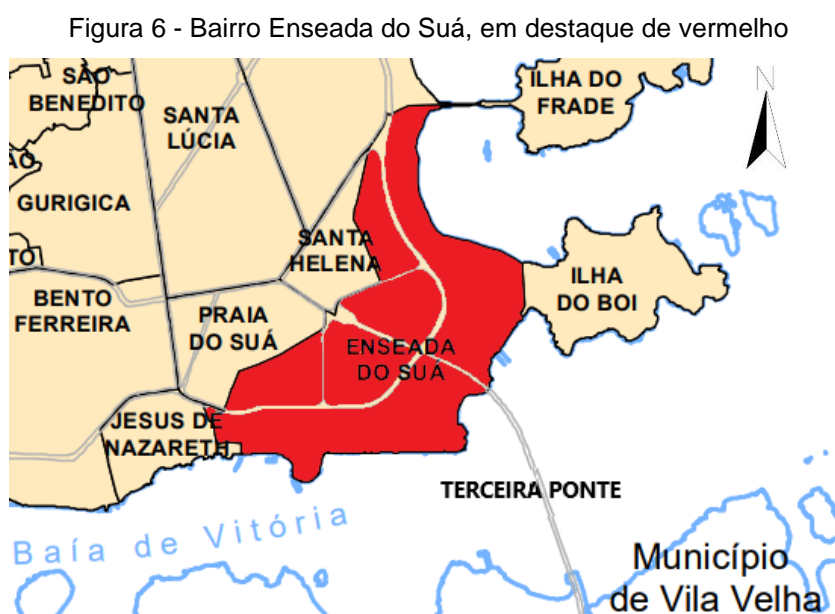 Figura 6 - Bairro Enseada do Suá, em destaque de vermelho
SÃO
BENEDITO
ILHA DO
FRADE
N
SANTA
LÚCIA
ÃO
GURIGICA
TO
SANTA
HELENA
ILHA
DO BOI
BENTO
FERREIRA
PRAIA
DO SUÁ
ENSEADA
DO SUÁ
JESUS DE
NAZARETH
TERCEIRA PONTE
Baía de Vitória
Município
de Vila Velha